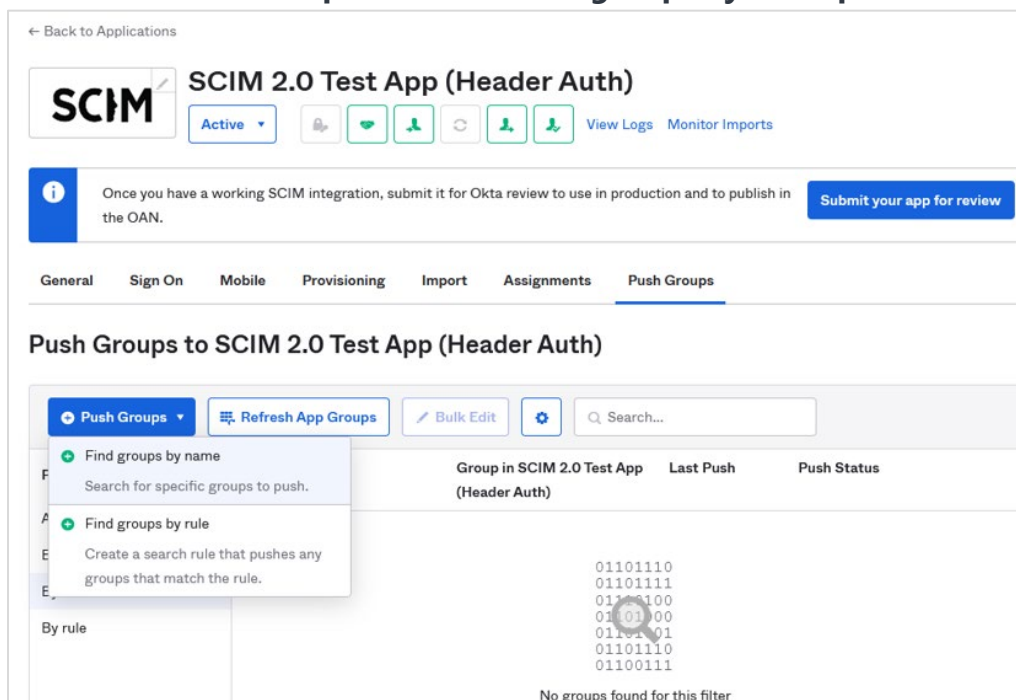 ← Back to Applications
SCIM
SCIM 2.0 Test App (Header Auth)
Active
View Logs Monitor Imports
Once you have a working SCIM integration, submit it for Okta review to use in production and to publish in
the OAN.
Submit your app for review
General Sign On Mobile Provisioning Import Assignments Push Groups
Push Groups to SCIM 2.0 Test App (Header Auth)
Push Groups Refresh App Groups Bulk Edit Search...
Find groups by name
Search for specific groups to push.
Find groups by rule
Create a search rule that pushes any
groups that match the rule.
By rule
Group in SCIM 2.0 Test App Last Push Push Status
(Header Auth)
01101110
01101111
01100111
No groups found for this filter